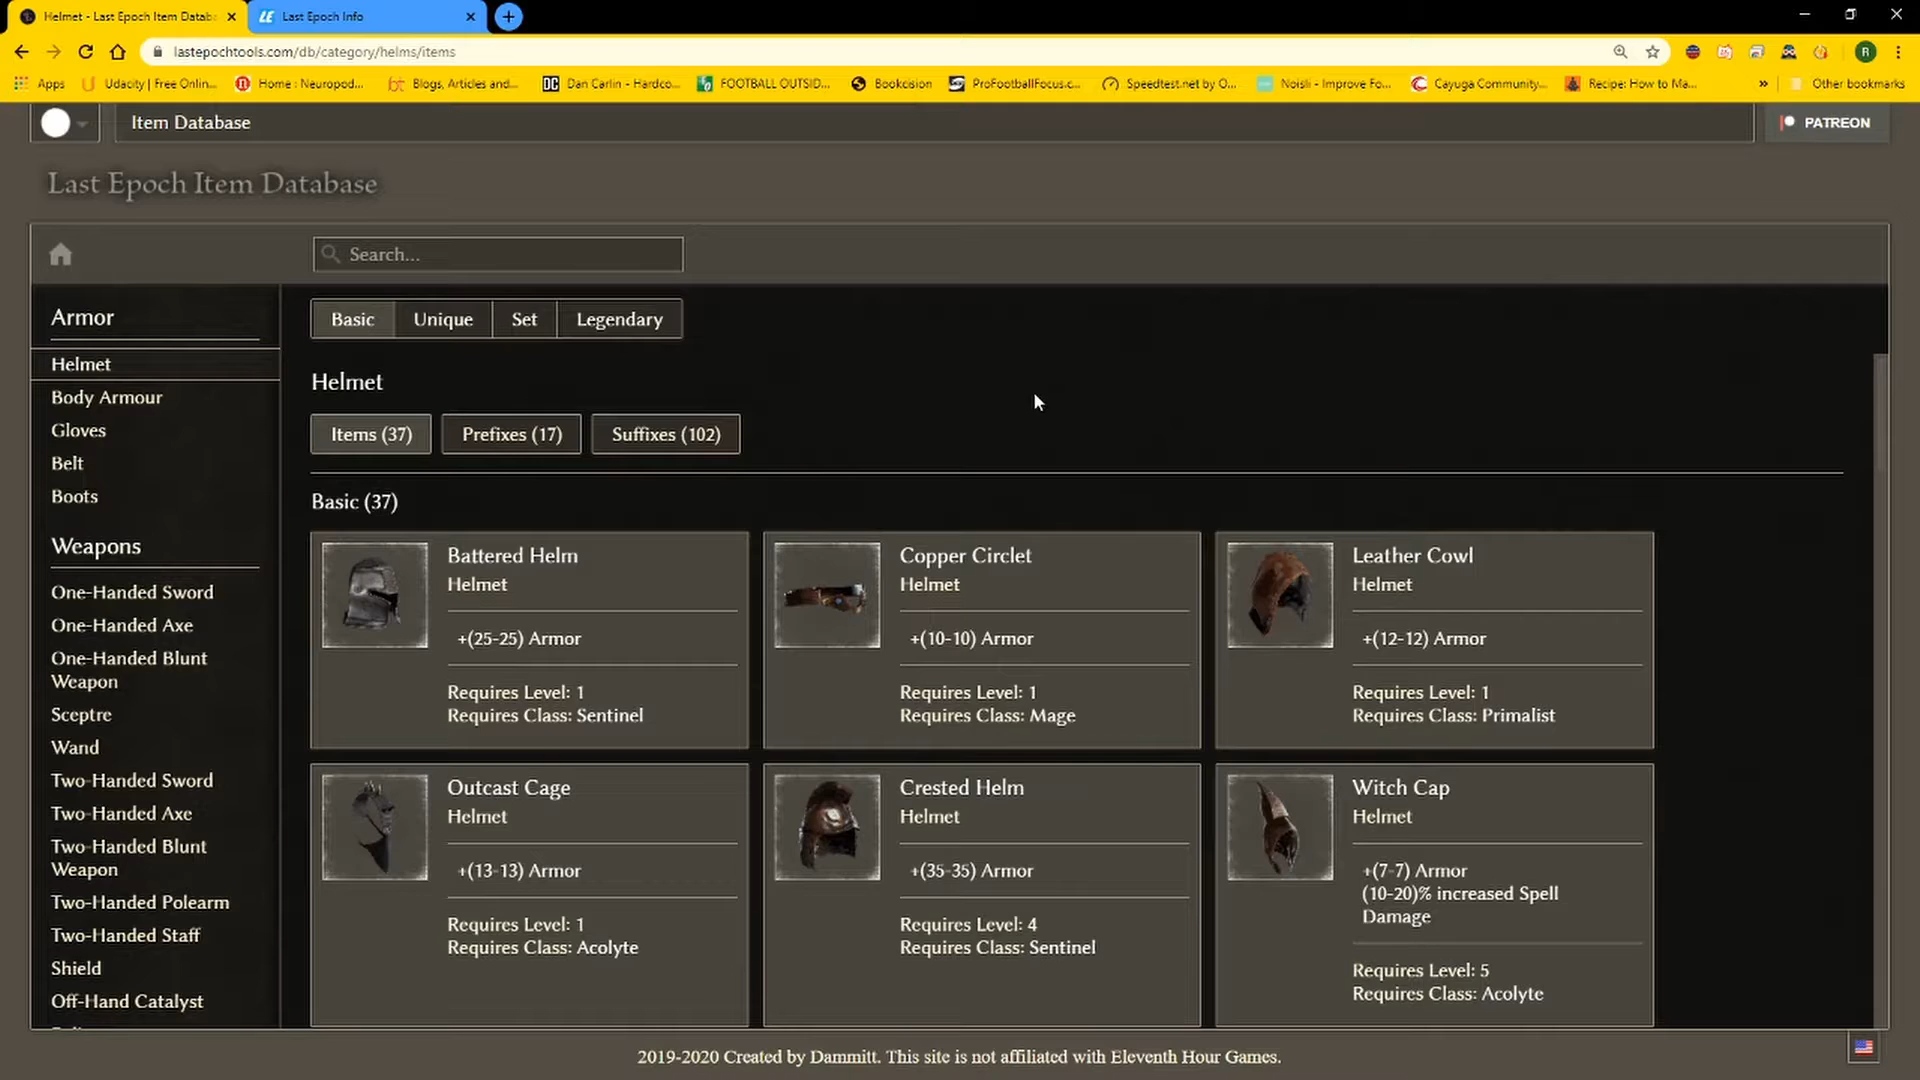 Helmet - Last Epoch Item Datab
Last Epoch Info
lastepochtools.com/db/category/helms/items
R
Apps
Udacity | Free Onlin...
Home : Neuropod...
Blogs, Articles and...
Dan Carlin - Hardco...
FOOTBALL OUTSID...
Bookcision
ProFootballFocus.c...
Speedtest.net by O...
Noisli - Improve Fo...
Cayuga Community...
Recipe: How to Ma...
»
Other bookmarks
Item Database
PATREON
Last Epoch Item Database
Search...
Armor
Helmet
Body Armour
Gloves
Belt
Boots
Weapons
One-Handed Sword
One-Handed Axe
One-Handed Blunt
Weapon
Sceptre
Wand
Two-Handed Sword
Two-Handed Axe
Two-Handed Blunt
Weapon
Two-Handed Polearm
Two-Handed Staff
Shield
Off-Hand Catalyst
Basic
Unique
Set
Legendary
Helmet
Items (37)
Prefixes (17)
Suffixes (102)
Basic (37)
Battered Helm
Helmet
+(25-25) Armor
Requires Level: 1
Requires Class: Sentinel
Copper Circlet
Helmet
+(10-10) Armor
Requires Level: 1
Requires Class: Mage
Leather Cowl
Helmet
+(12-12) Armor
Requires Level: 1
Requires Class: Primalist
Outcast Cage
Helmet
+(13-13) Armor
Requires Level: 1
Requires Class: Acolyte
Crested Helm
Helmet
+(35-35) Armor
Requires Level: 4
Requires Class: Sentinel
Witch Cap
Helmet
+(7-7) Armor
(10-20)% increased Spell
Damage
Requires Level: 5
Requires Class: Acolyte
2019-2020 Created by Dammitt. This site is not affiliated with Eleventh Hour Games.